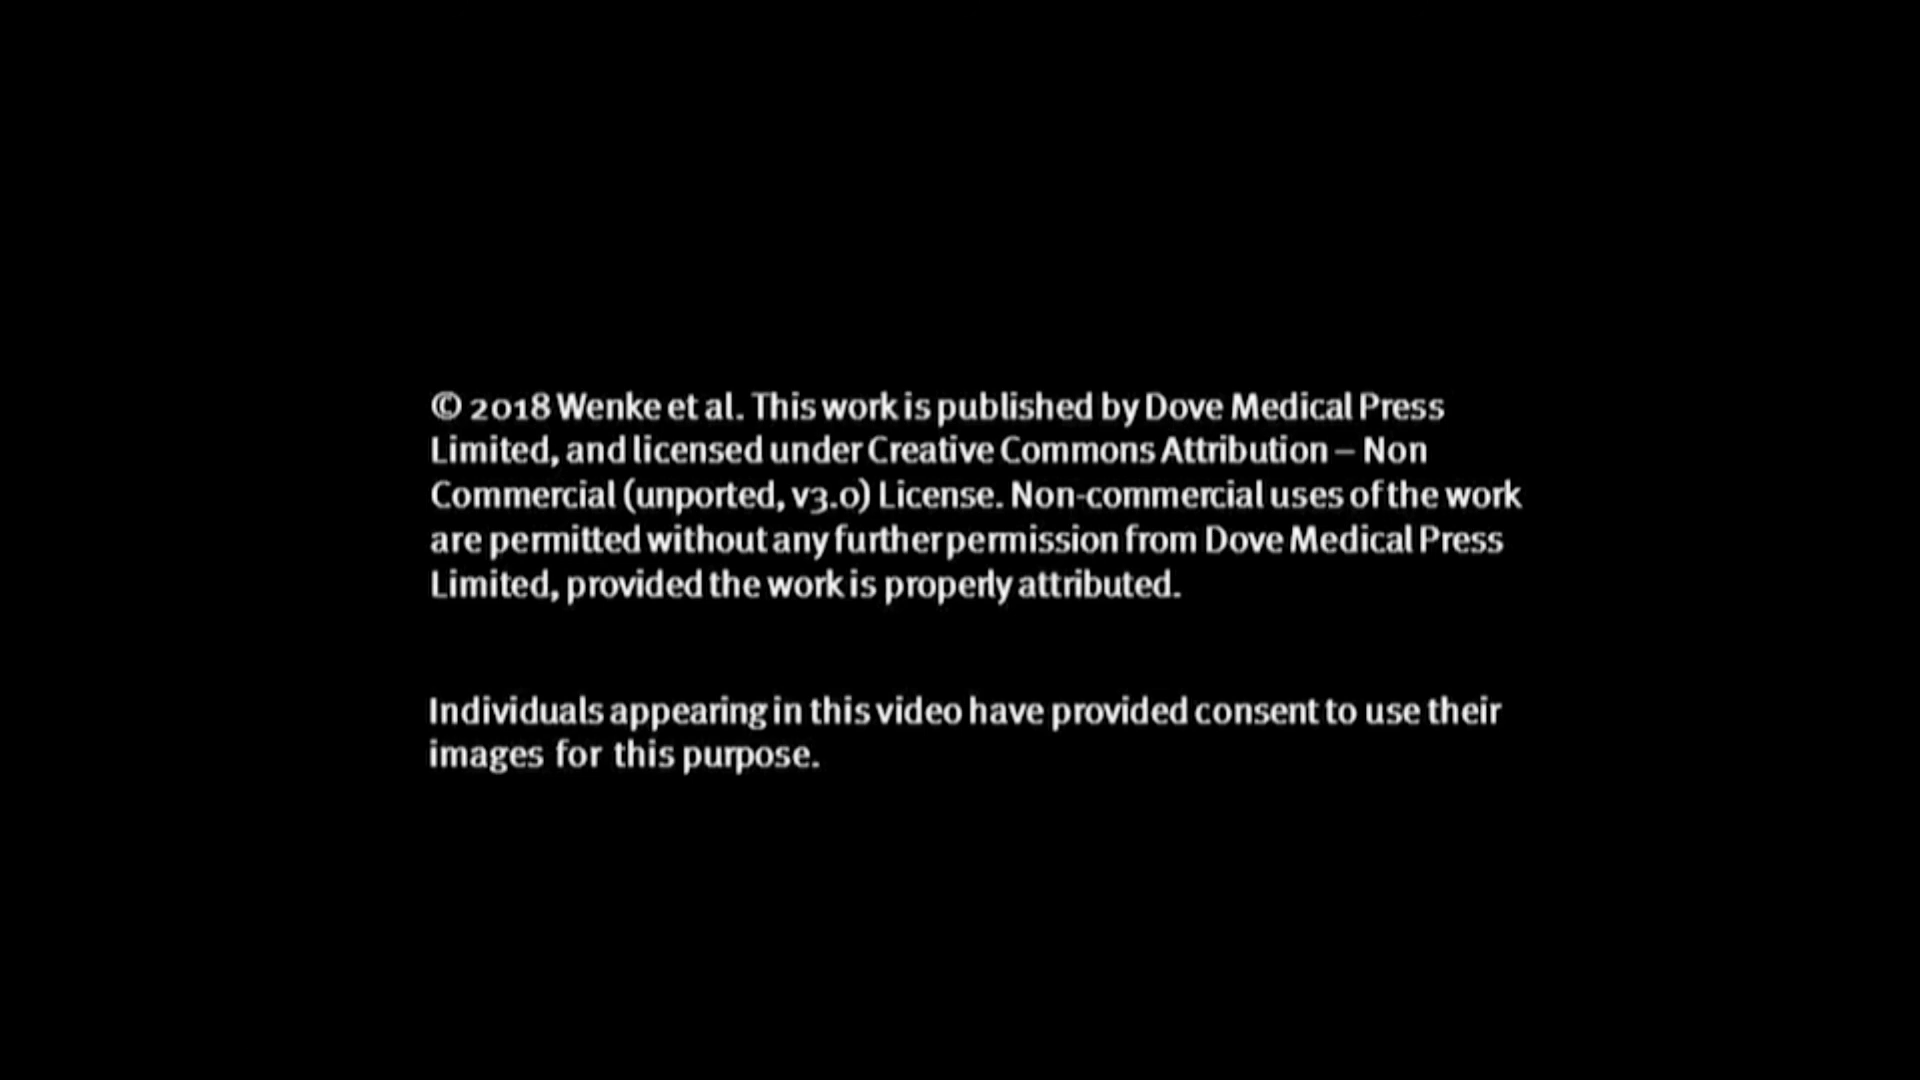 © 2018 Wenke et al. This work is published by Dove Medical Press
Limited, and licensed under Creative Commons Attribution – Non
Commercial (unported, v3.0) License. Non-commercial uses of the work
are permitted without any further permission from Dove Medical Press
Limited, provided the work is properly attributed.
Individuals appearing in this video have provided consent to use their
images for this purpose.